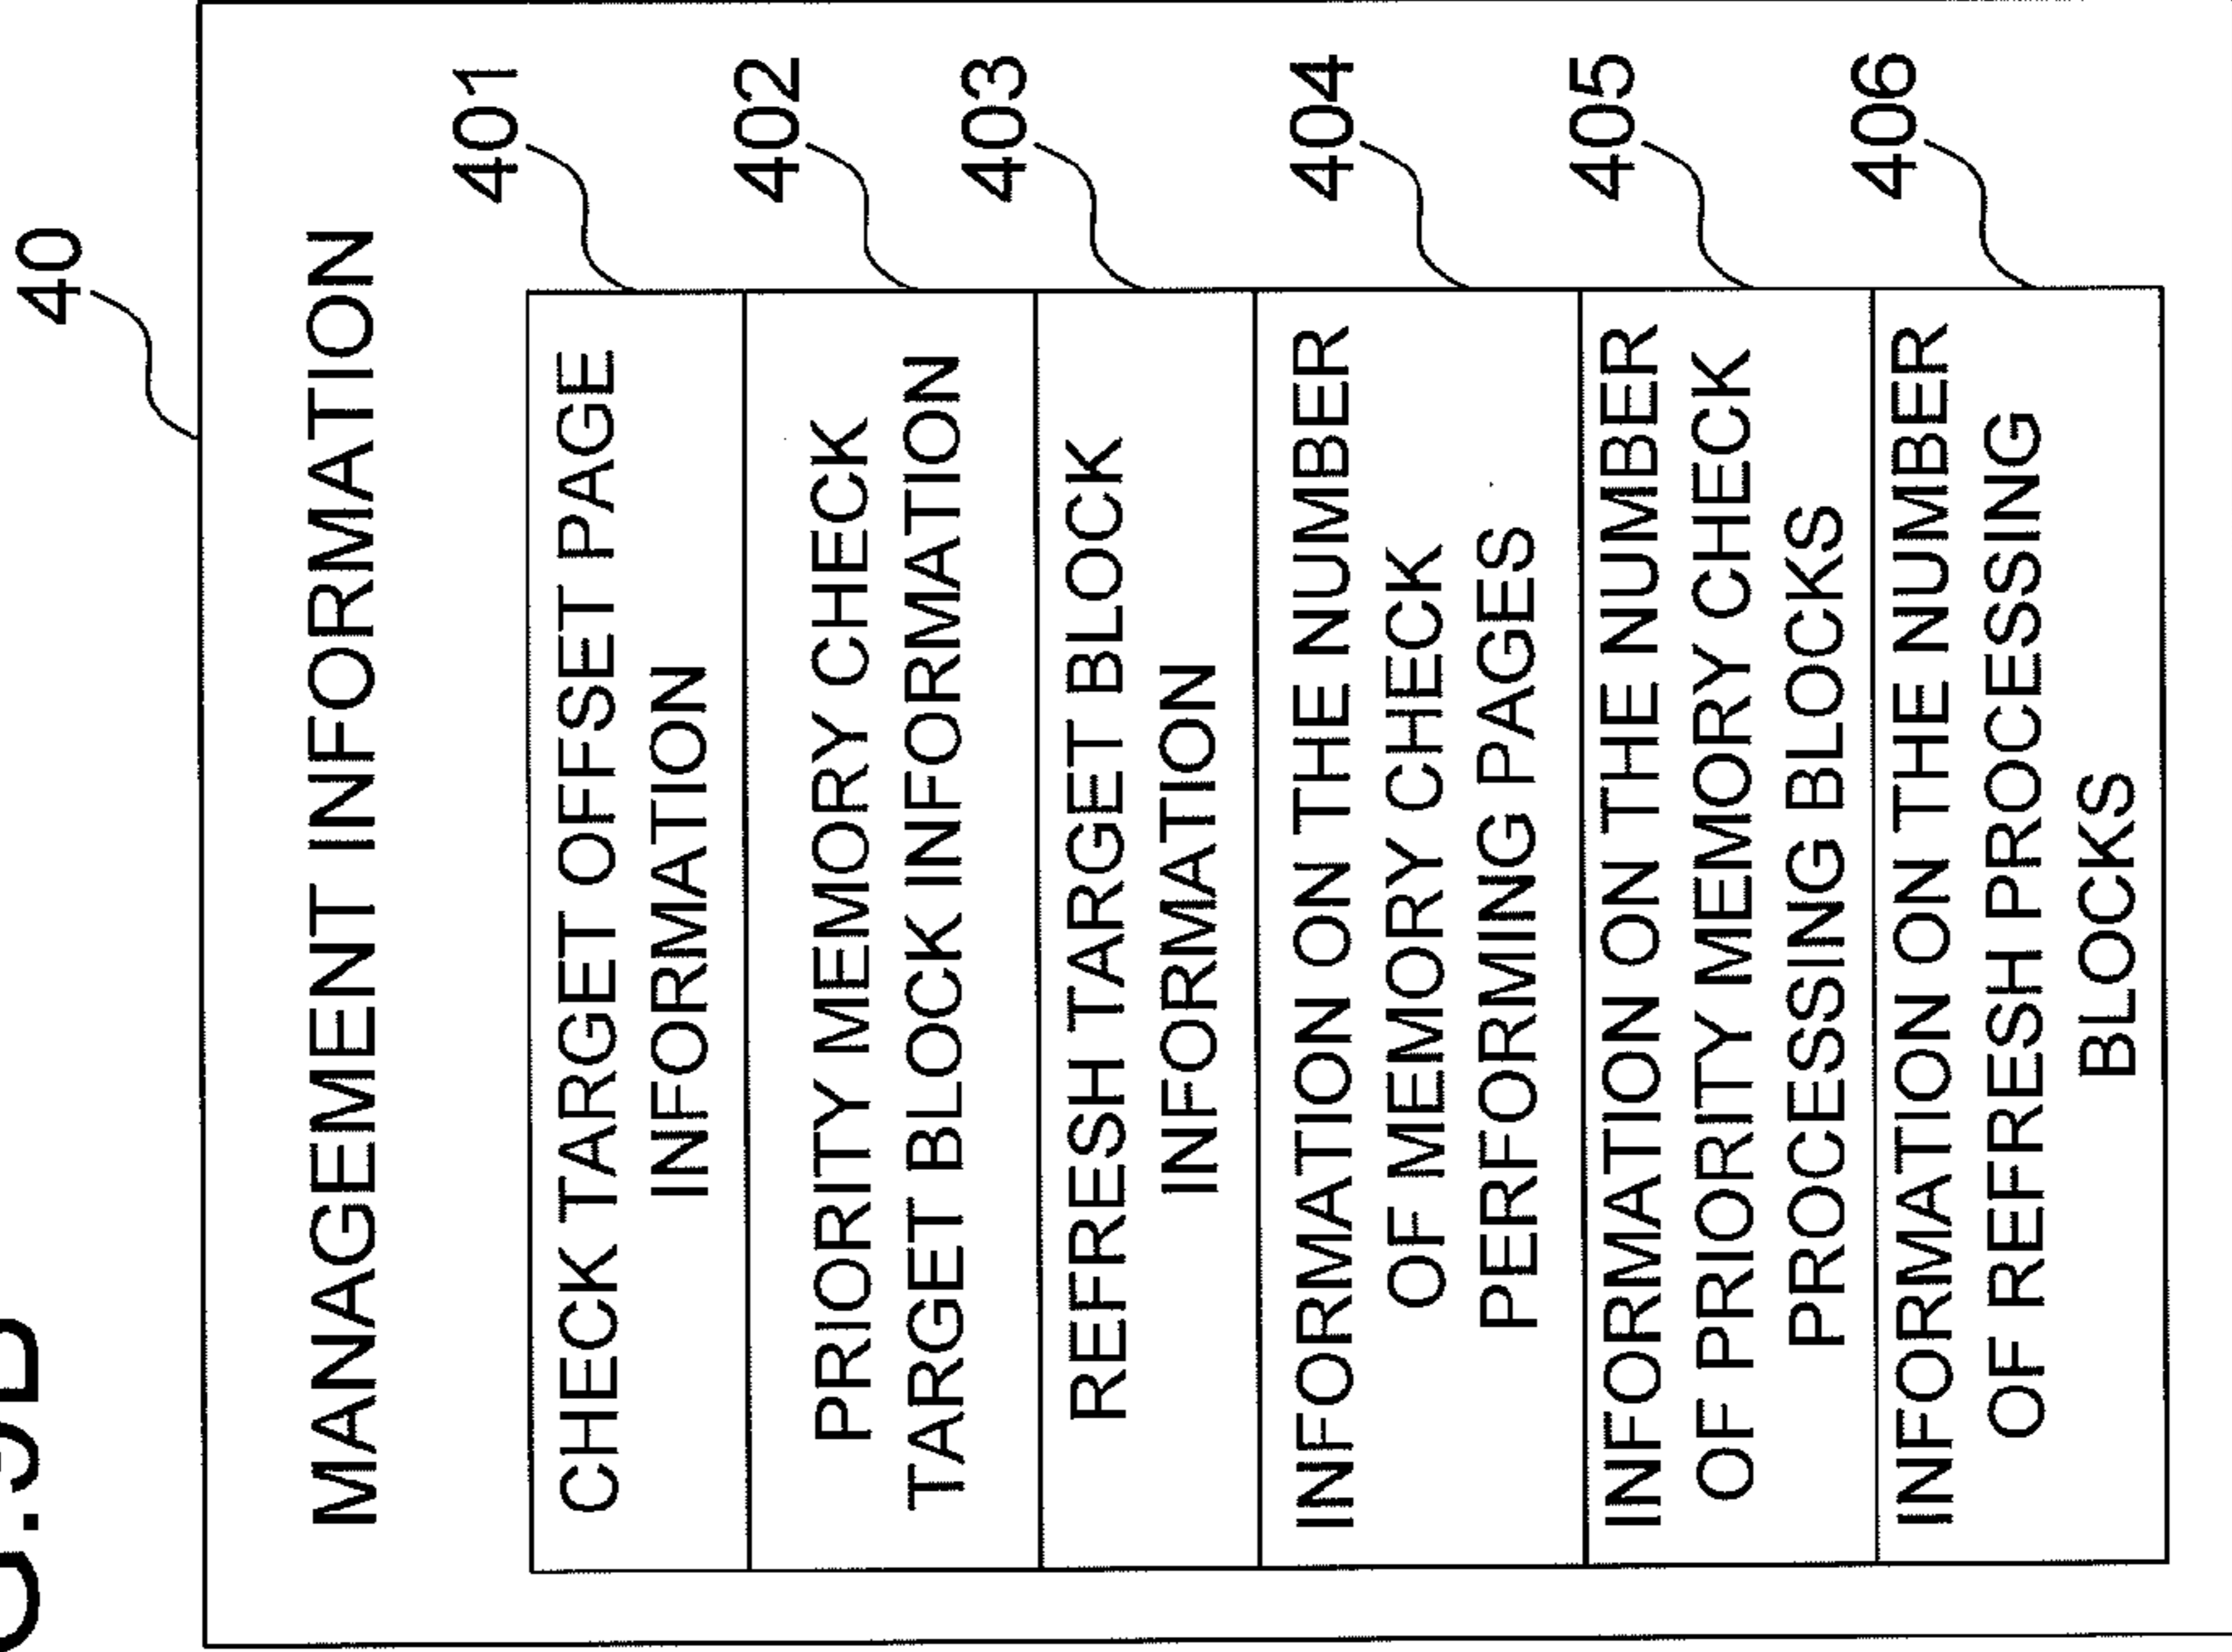 40
MANAGEMENT INFORMATION
401
CHECK TARGET OFFSET PAGE
INFORMATION
402
PRIORITY MEMORY CHECK
TARGET BLOCK INFORMATION
403
REFRESH TARGET BLOCK
INFORMATION
404
INFORMATION ON THE NUMBER
OF MEMORY CHECK
PERFORMING PAGES
405
INFORMATION ON THE NUMBER
OF PRIORITY MEMORY CHECK
PROCESSING BLOCKS
406
INFORMATION ON THE NUMBER
OF REFRESH PROCESSING
BLOCKS